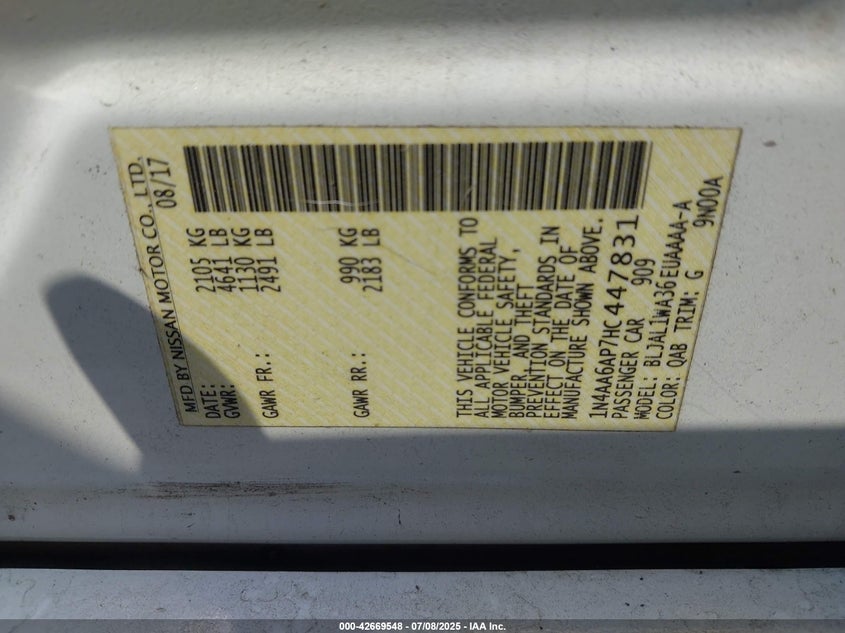 MFD BY NISSAN MOTOR CO., LTD.
DATE: 08/17
GVWR: 2105 KG
4641 LB
GAWR FR.: 1130 KG
2491 LB
GAWR RR.: 990 KG
2183 LB
THIS VEHICLE CONFORMS TO
ALL APPLICABLE FEDERAL
MOTOR VEHICLE SAFETY,
BUMPER, AND THEFT
PREVENTION STANDARDS IN
EFFECT ON THE DATE OF
MANUFACTURE SHOWN ABOVE.
1N4AA6AP7HC447831
PASSENGER CAR 909
MODEL: BLJAL1WA36EUAAAA-A
COLOR: QAB TRIM: G 9N00A
000-42669548 - 07/08/2025 - IAA Inc.